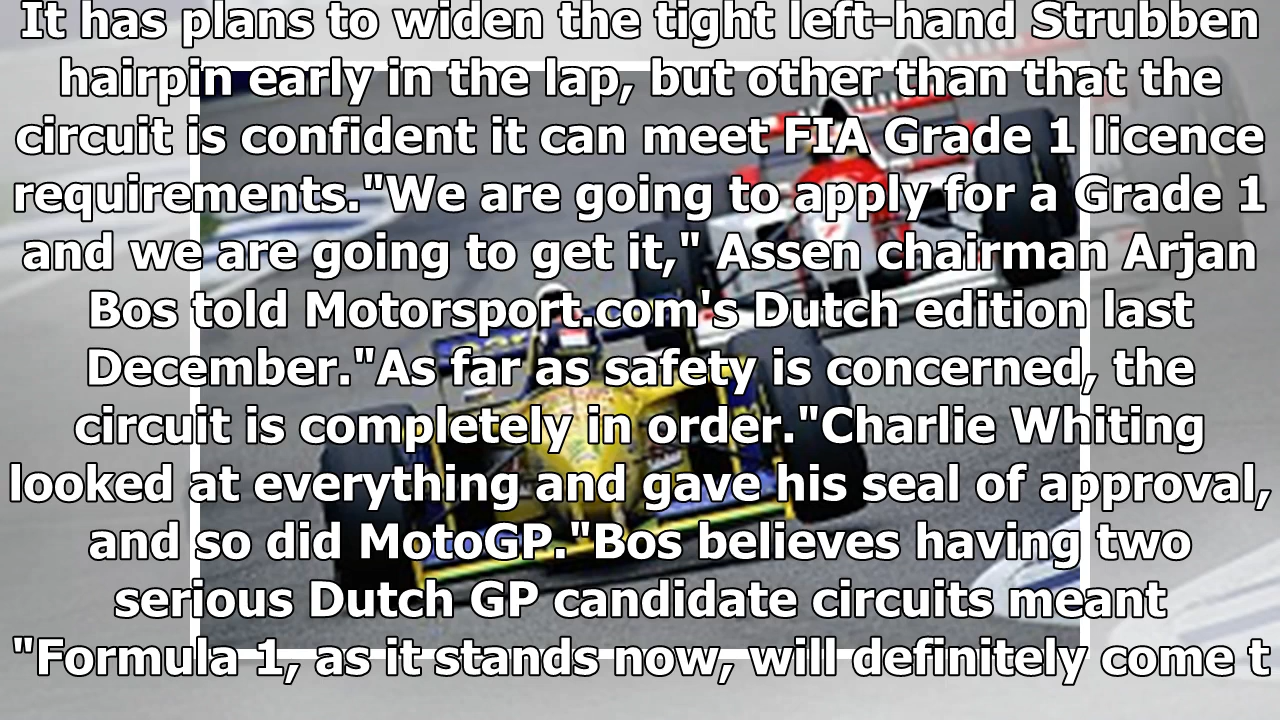 It has plans to widen the tight left-hand Strubben
hairpin early in the lap, but other than that the
circuit is confident it can meet FIA Grade 1 licence
requirements."We are going to apply for a Grade 1
and we are going to get it," Assen chairman Arjan
Bos told Motorsport.com's Dutch edition last
December."As far as safety is concerned, the
circuit is completely in order."Charlie Whiting
looked at everything and gave his seal of approval,
and so did MotoGP."Bos believes having two
serious Dutch GP candidate circuits meant
"Formula 1, as it stands now, will definitely come t